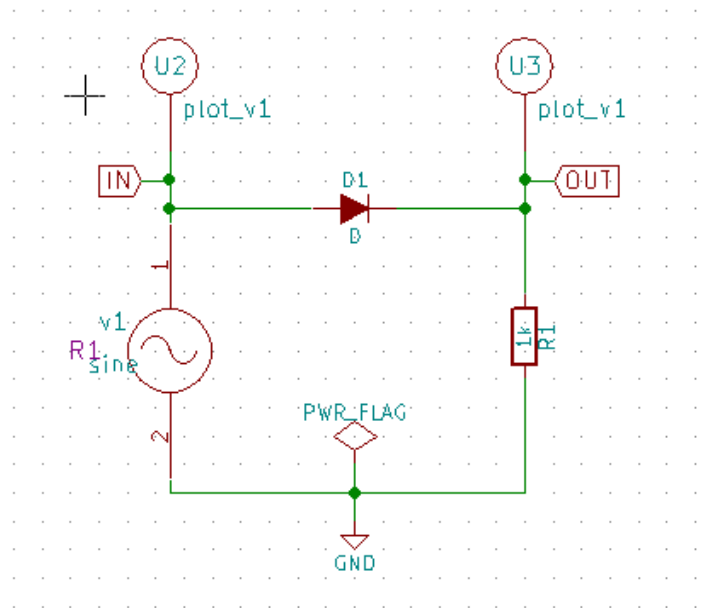 U2
U3
plot_v1
plot_v1
IN
D1
OUT
D
1
v1
R1
sine
1k
R1
PWR_FLAG
2
GND